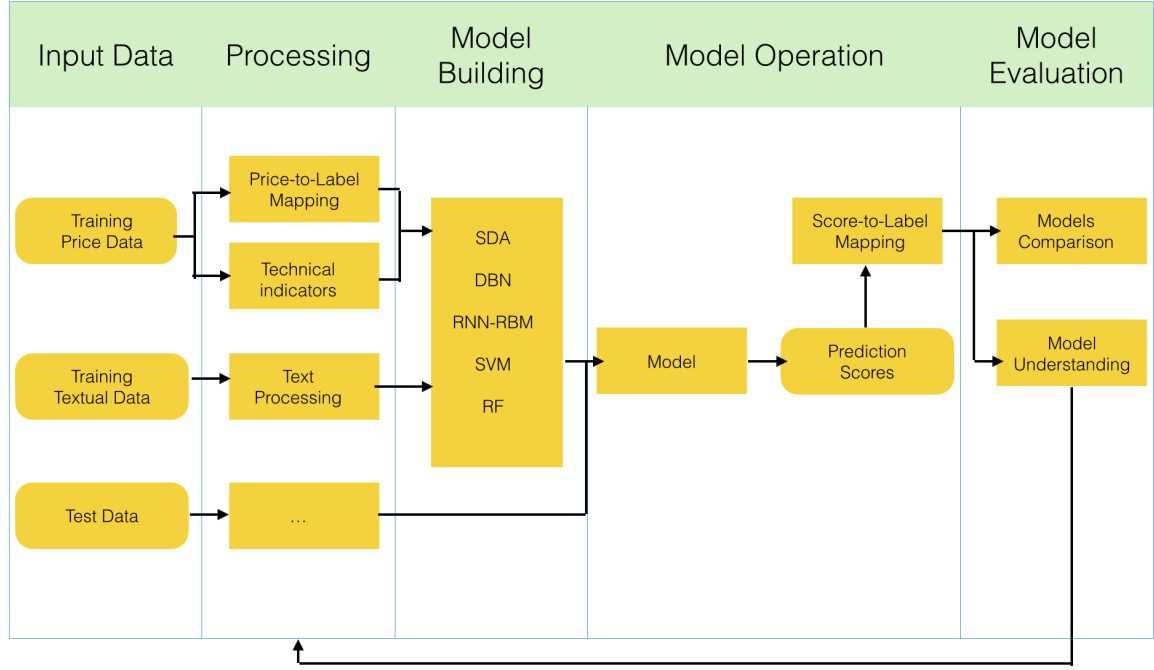 Input Data
Processing
Model
Building
Model Operation
Model
Evaluation
Training
Price Data
Price-to-Label
Mapping
Technical
indicators
Training
Textual Data
Text
Processing
Test Data
...
SDA
DBN
RNN-RBM
SVM
RF
Model
Prediction
Scores
Score-to-Label
Mapping
Models
Comparison
Model
Understanding